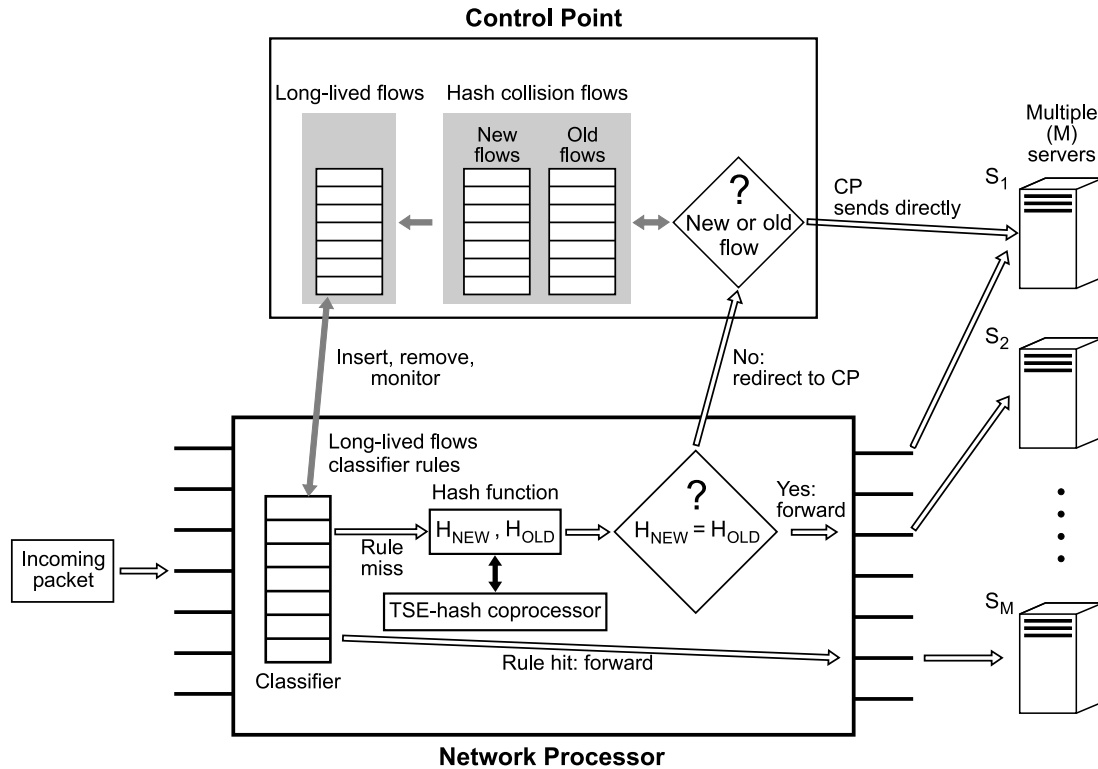 Control Point
Long-lived flows
Hash collision flows
New
flows
Old
flows
?
New or old
flow
CP
sends directly
Multiple
(M)
servers
S1
S2
SM
Insert, remove,
monitor
No:
redirect to CP
Long-lived flows
classifier rules
Hash function
HNEW , HOLD
?
HNEW = HOLD
Yes:
forward
Incoming
packet
Rule
miss
TSE-hash coprocessor
Rule hit: forward
Classifier
Network Processor